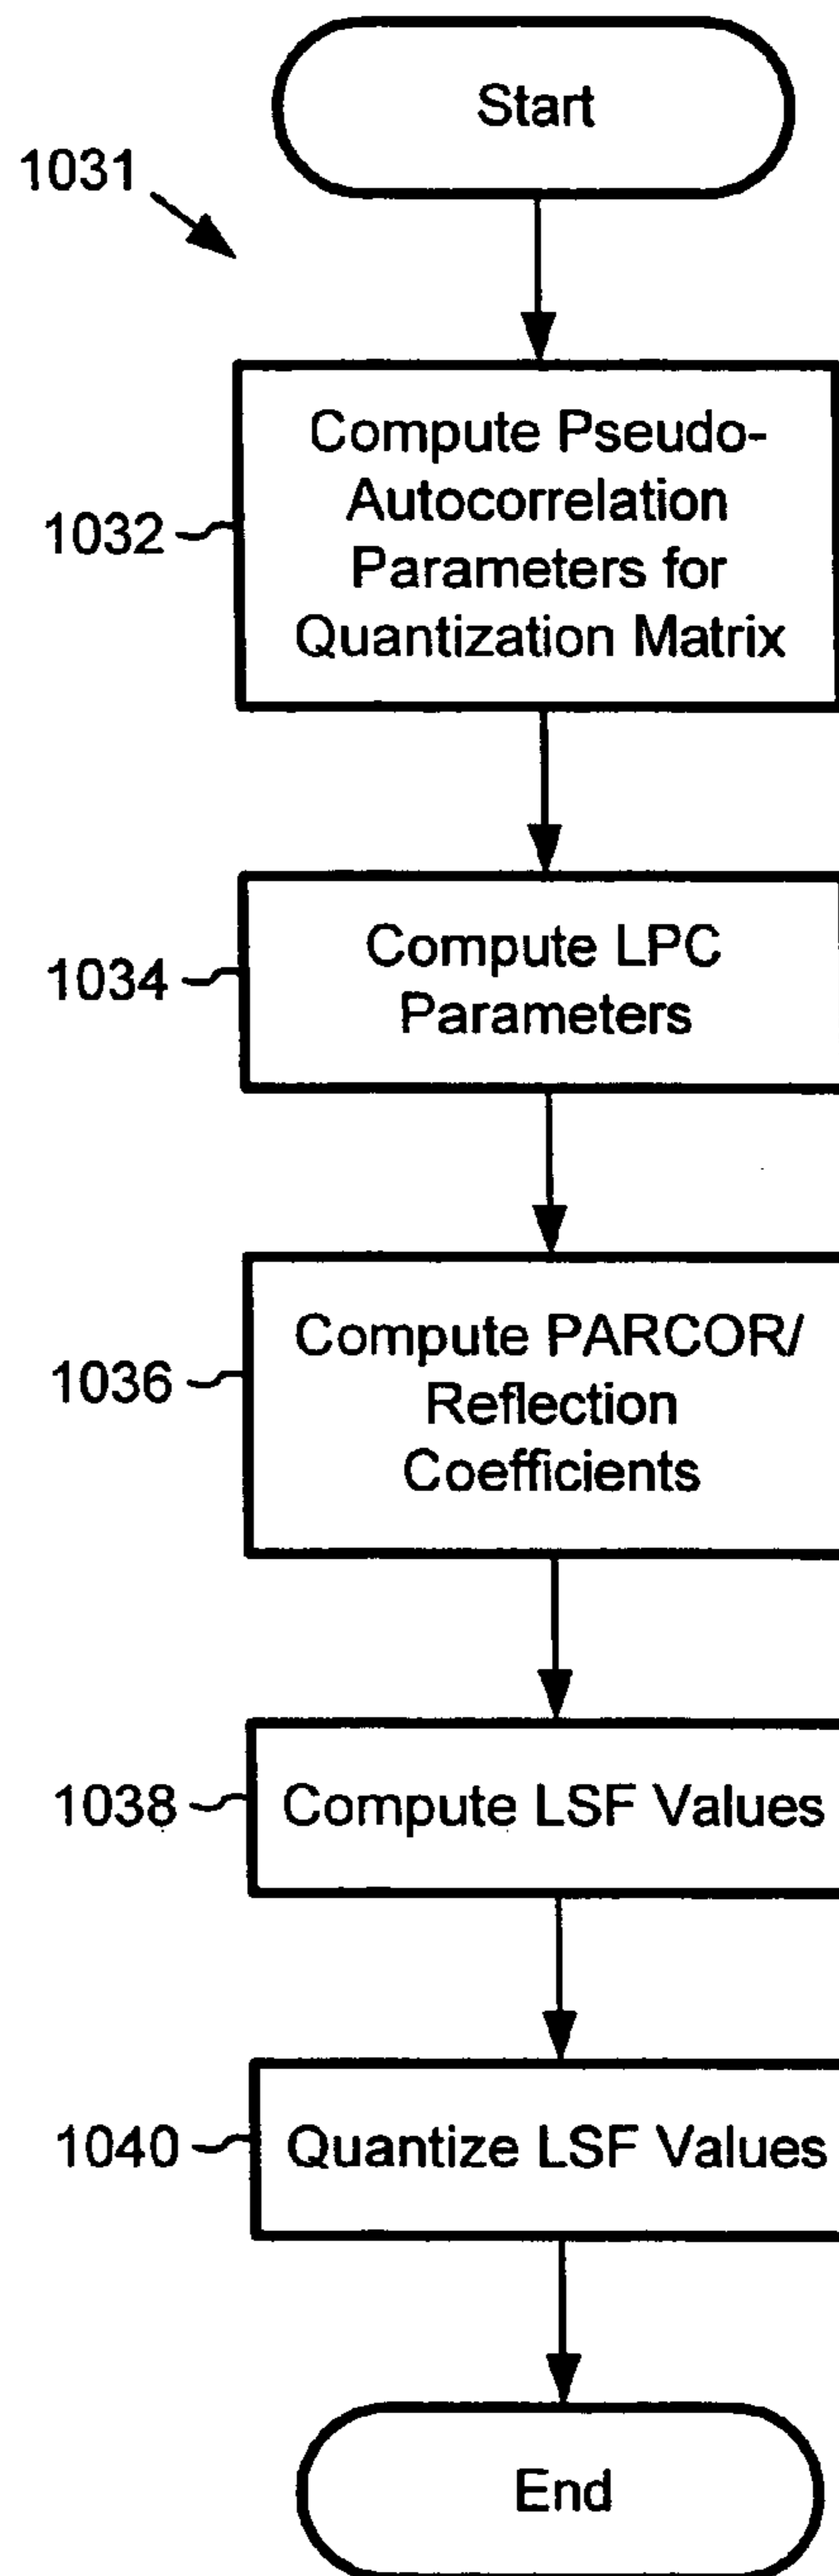 Start
1031
Compute Pseudo-
Autocorrelation
Parameters for
Quantization Matrix
1032
Compute LPC
Parameters
1034
Compute PARCOR/
Reflection
Coefficients
1036
Compute LSF Values
1038
Quantize LSF Values
1040
End